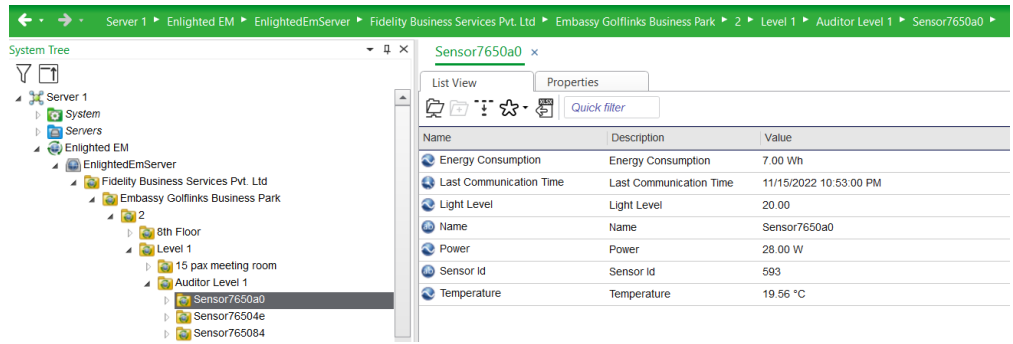 Server 1 ▸ Enlighted EM ▸ EnlightedEmServer ▸ Fidelity Business Services Pvt. Ltd ▸ Embassy Golflinks Business Park ▸ 2 ▸ Level 1 ▸ Auditor Level 1 ▸ Sensor7650a0 ▸
System Tree
Server 1
System
Servers
Enlighted EM
EnlightedEmServer
Fidelity Business Services Pvt. Ltd
Embassy Golflinks Business Park
2
8th Floor
Level 1
15 pax meeting room
Auditor Level 1
Sensor7650a0
Sensor76504e
Sensor765084
Sensor7650a0 ×
List View Properties
XLSX Quick filter
Name Description Value
Energy Consumption Energy Consumption 7.00 Wh
Last Communication Time Last Communication Time 11/15/2022 10:53:00 PM
Light Level Light Level 20.00
Name Name Sensor7650a0
Power Power 28.00 W
Sensor Id Sensor Id 593
Temperature Temperature 19.56 °C